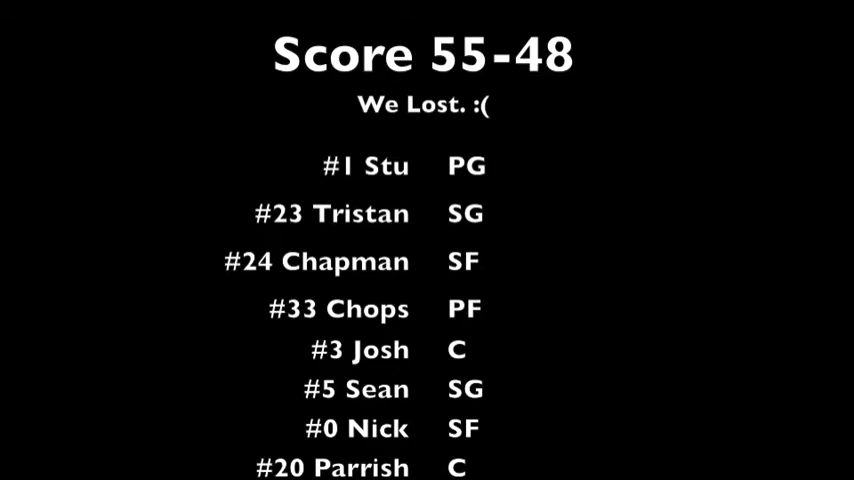 Score 55-48
We Lost. :(
#1 Stu PG
#23 Tristan SG
#24 Chapman SF
#33 Chops PF
#3 Josh C
#5 Sean SG
#0 Nick SF
#20 Parrish C